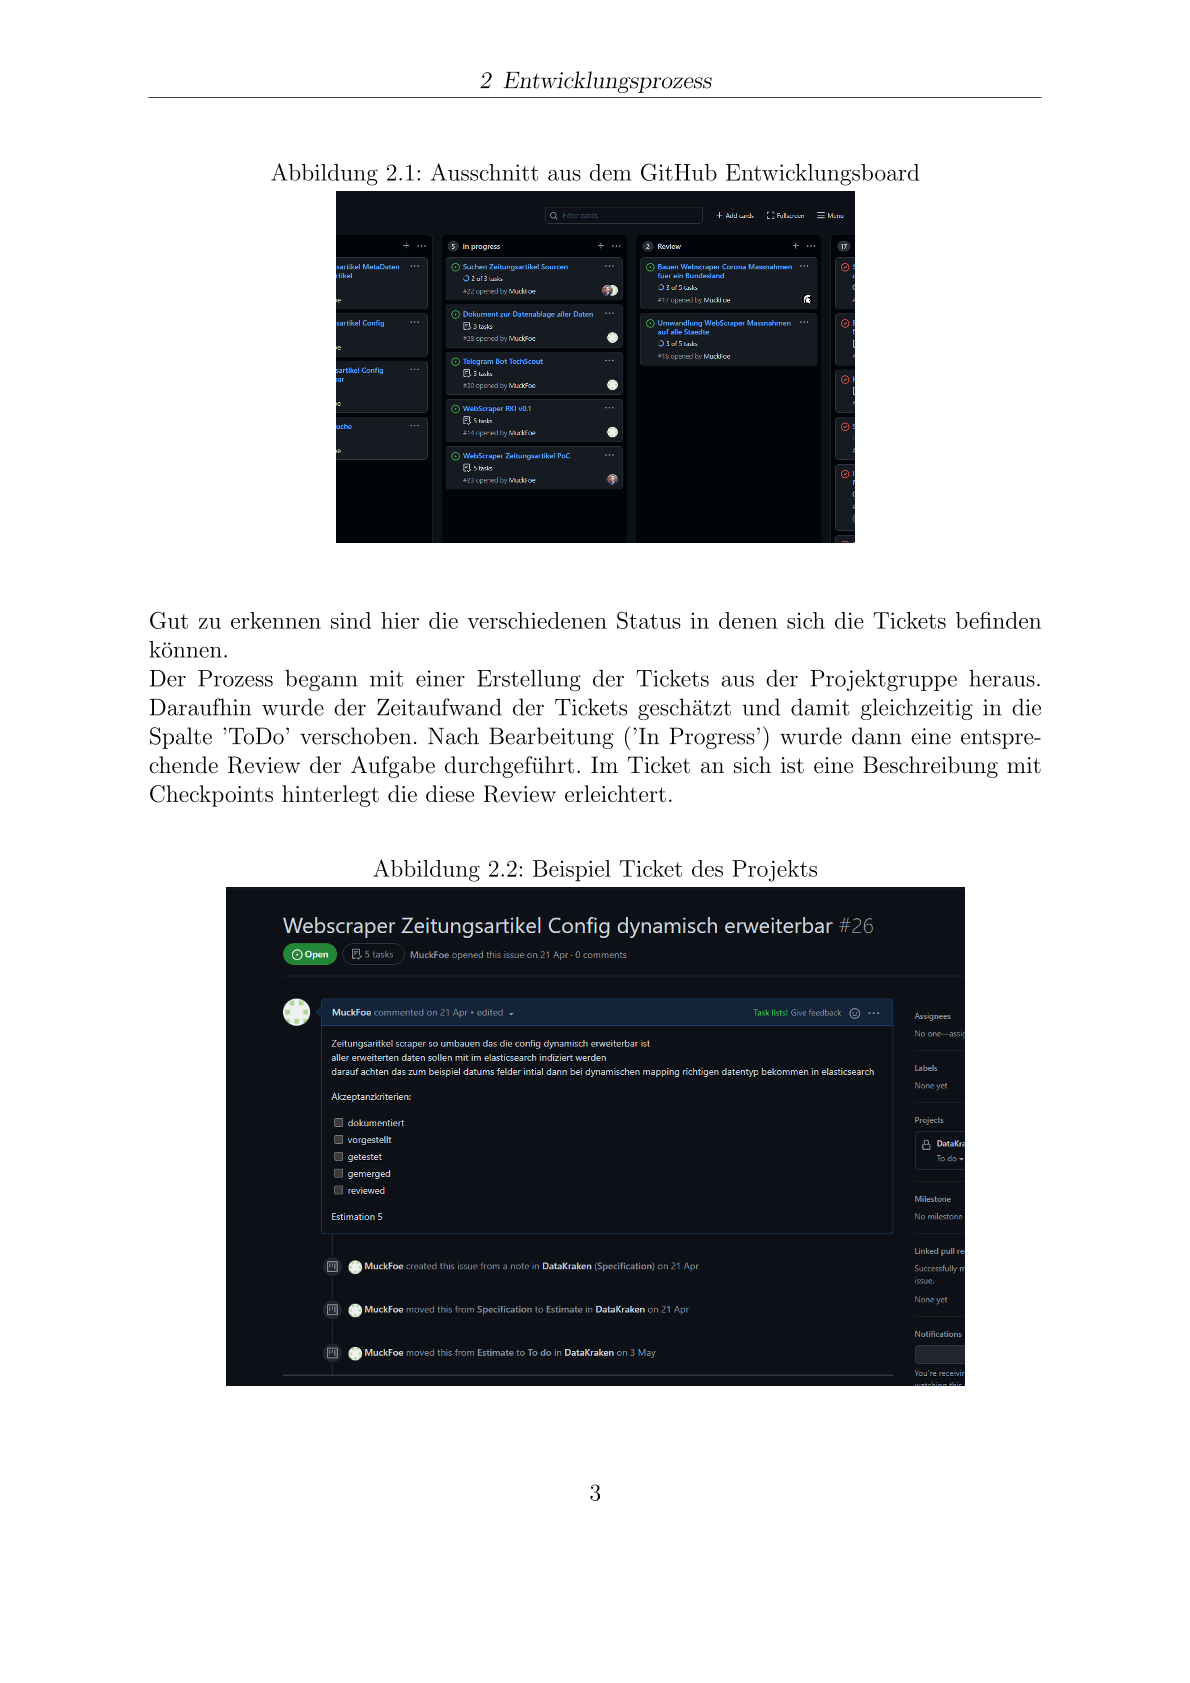 2 Entwicklungsprozess
Abbildung 2.1: Ausschnitt aus dem GitHub Entwicklungsboard
Filter cards
+ Add cards
Fullscreen
Menu
sartikel MetaDaten
rtikel
oe
sartikel Config
oe
sartikel Config
bar
oe
uche
oe
5 In progress
Suchen Zeitungsartikel Sourcen
2 of 3 tasks
#22 opened by MuckFoe
Dokument zur Datenablage aller Daten
3 tasks
#28 opened by MuckFoe
Telegram Bot TechScout
3 tasks
#30 opened by MuckFoe
WebScraper RKI v0.1
5 tasks
#14 opened by MuckFoe
WebScraper Zeitungsartikel PoC
5 tasks
#23 opened by MuckFoe
2 Review
Bauen Webscraper Corona Massnahmen
fuer ein Bundesland
3 of 5 tasks
#17 opened by MuckFoe
Umwandlung WebScraper Massnahmen
auf alle Staedte
3 of 5 tasks
#18 opened by MuckFoe
17
Gut zu erkennen sind hier die verschiedenen Status in denen sich die Tickets befinden
können.
Der Prozess begann mit einer Erstellung der Tickets aus der Projektgruppe heraus.
Daraufhin wurde der Zeitaufwand der Tickets geschätzt und damit gleichzeitig in die
Spalte ’ToDo’ verschoben. Nach Bearbeitung (’In Progress’) wurde dann eine entspre-
chende Review der Aufgabe durchgeführt. Im Ticket an sich ist eine Beschreibung mit
Checkpoints hinterlegt die diese Review erleichtert.
Abbildung 2.2: Beispiel Ticket des Projekts
Webscraper Zeitungsartikel Config dynamisch erweiterbar #26
Open
5 tasks
MuckFoe opened this issue on 21 Apr · 0 comments
MuckFoe commented on 21 Apr • edited
Task lists! Give feedback
Zeitungsaritkel scraper so umbauen das die config dynamisch erweiterbar ist
aller erweiterten daten sollen mit im elasticsearch indiziert werden
darauf achten das zum beispiel datums felder intial dann bei dynamischen mapping richtigen datentyp bekommen in elasticsearch
Akzeptanzkriterien:
dokumentiert
vorgestellt
getestet
gemerged
reviewed
Estimation 5
MuckFoe created this issue from a note in DataKraken (Specification) on 21 Apr
MuckFoe moved this from Specification to Estimate in DataKraken on 21 Apr
MuckFoe moved this from Estimate to To do in DataKraken on 3 May
Assignees
No one—assig
Labels
None yet
Projects
DataKra
To do
Milestone
No milestone
Linked pull re
Successfully m
issue.
None yet
Notifications
You're receivin
watching this
3